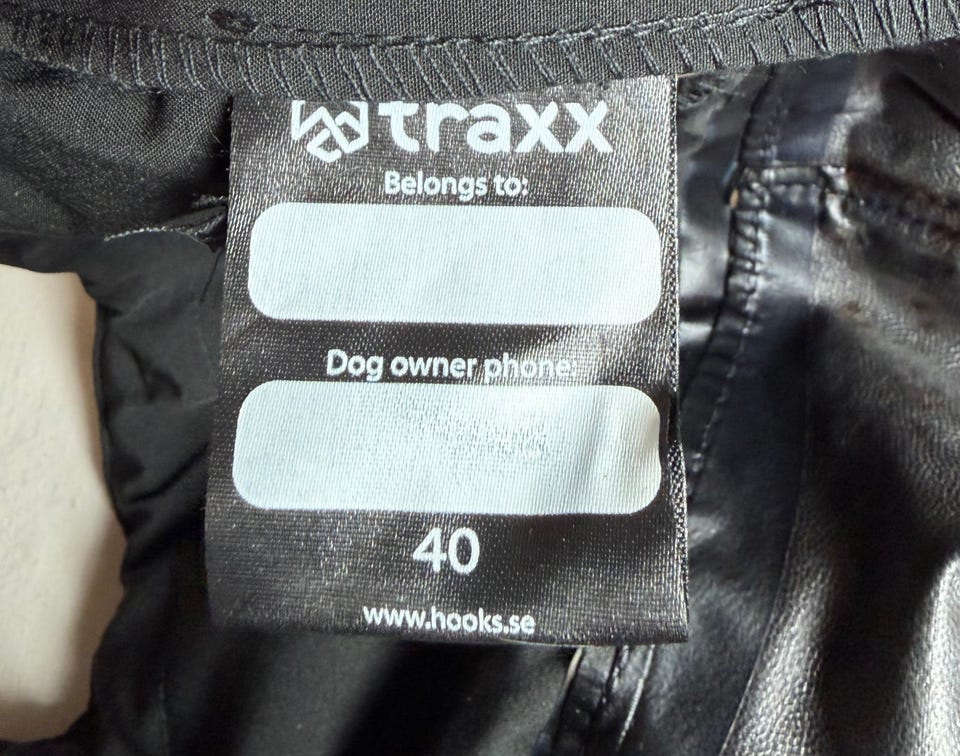 traxx
Belongs to:
Dog owner phone:
40
www.hooks.se